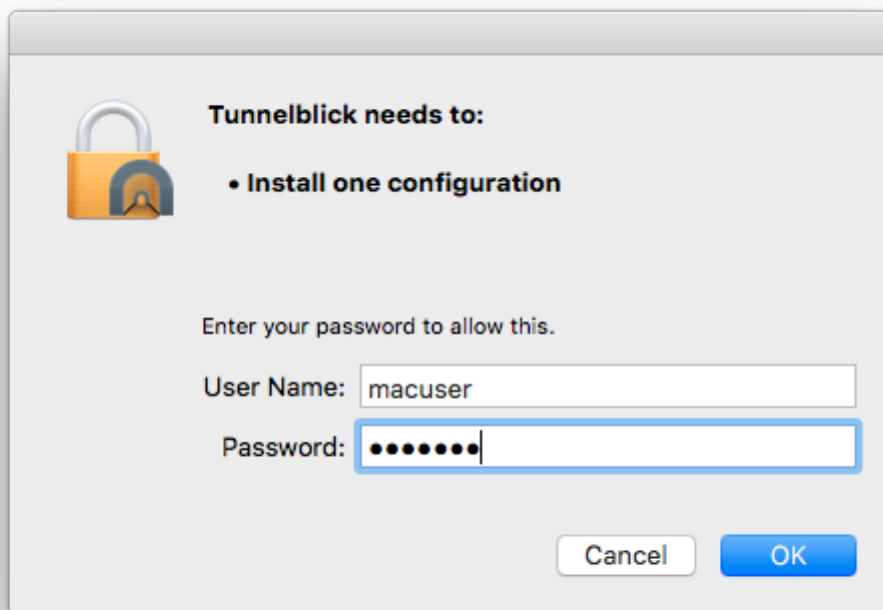 Tunnelblick needs to:
• Install one configuration
Enter your password to allow this.
User Name: macuser
Password: •••••••
Cancel OK